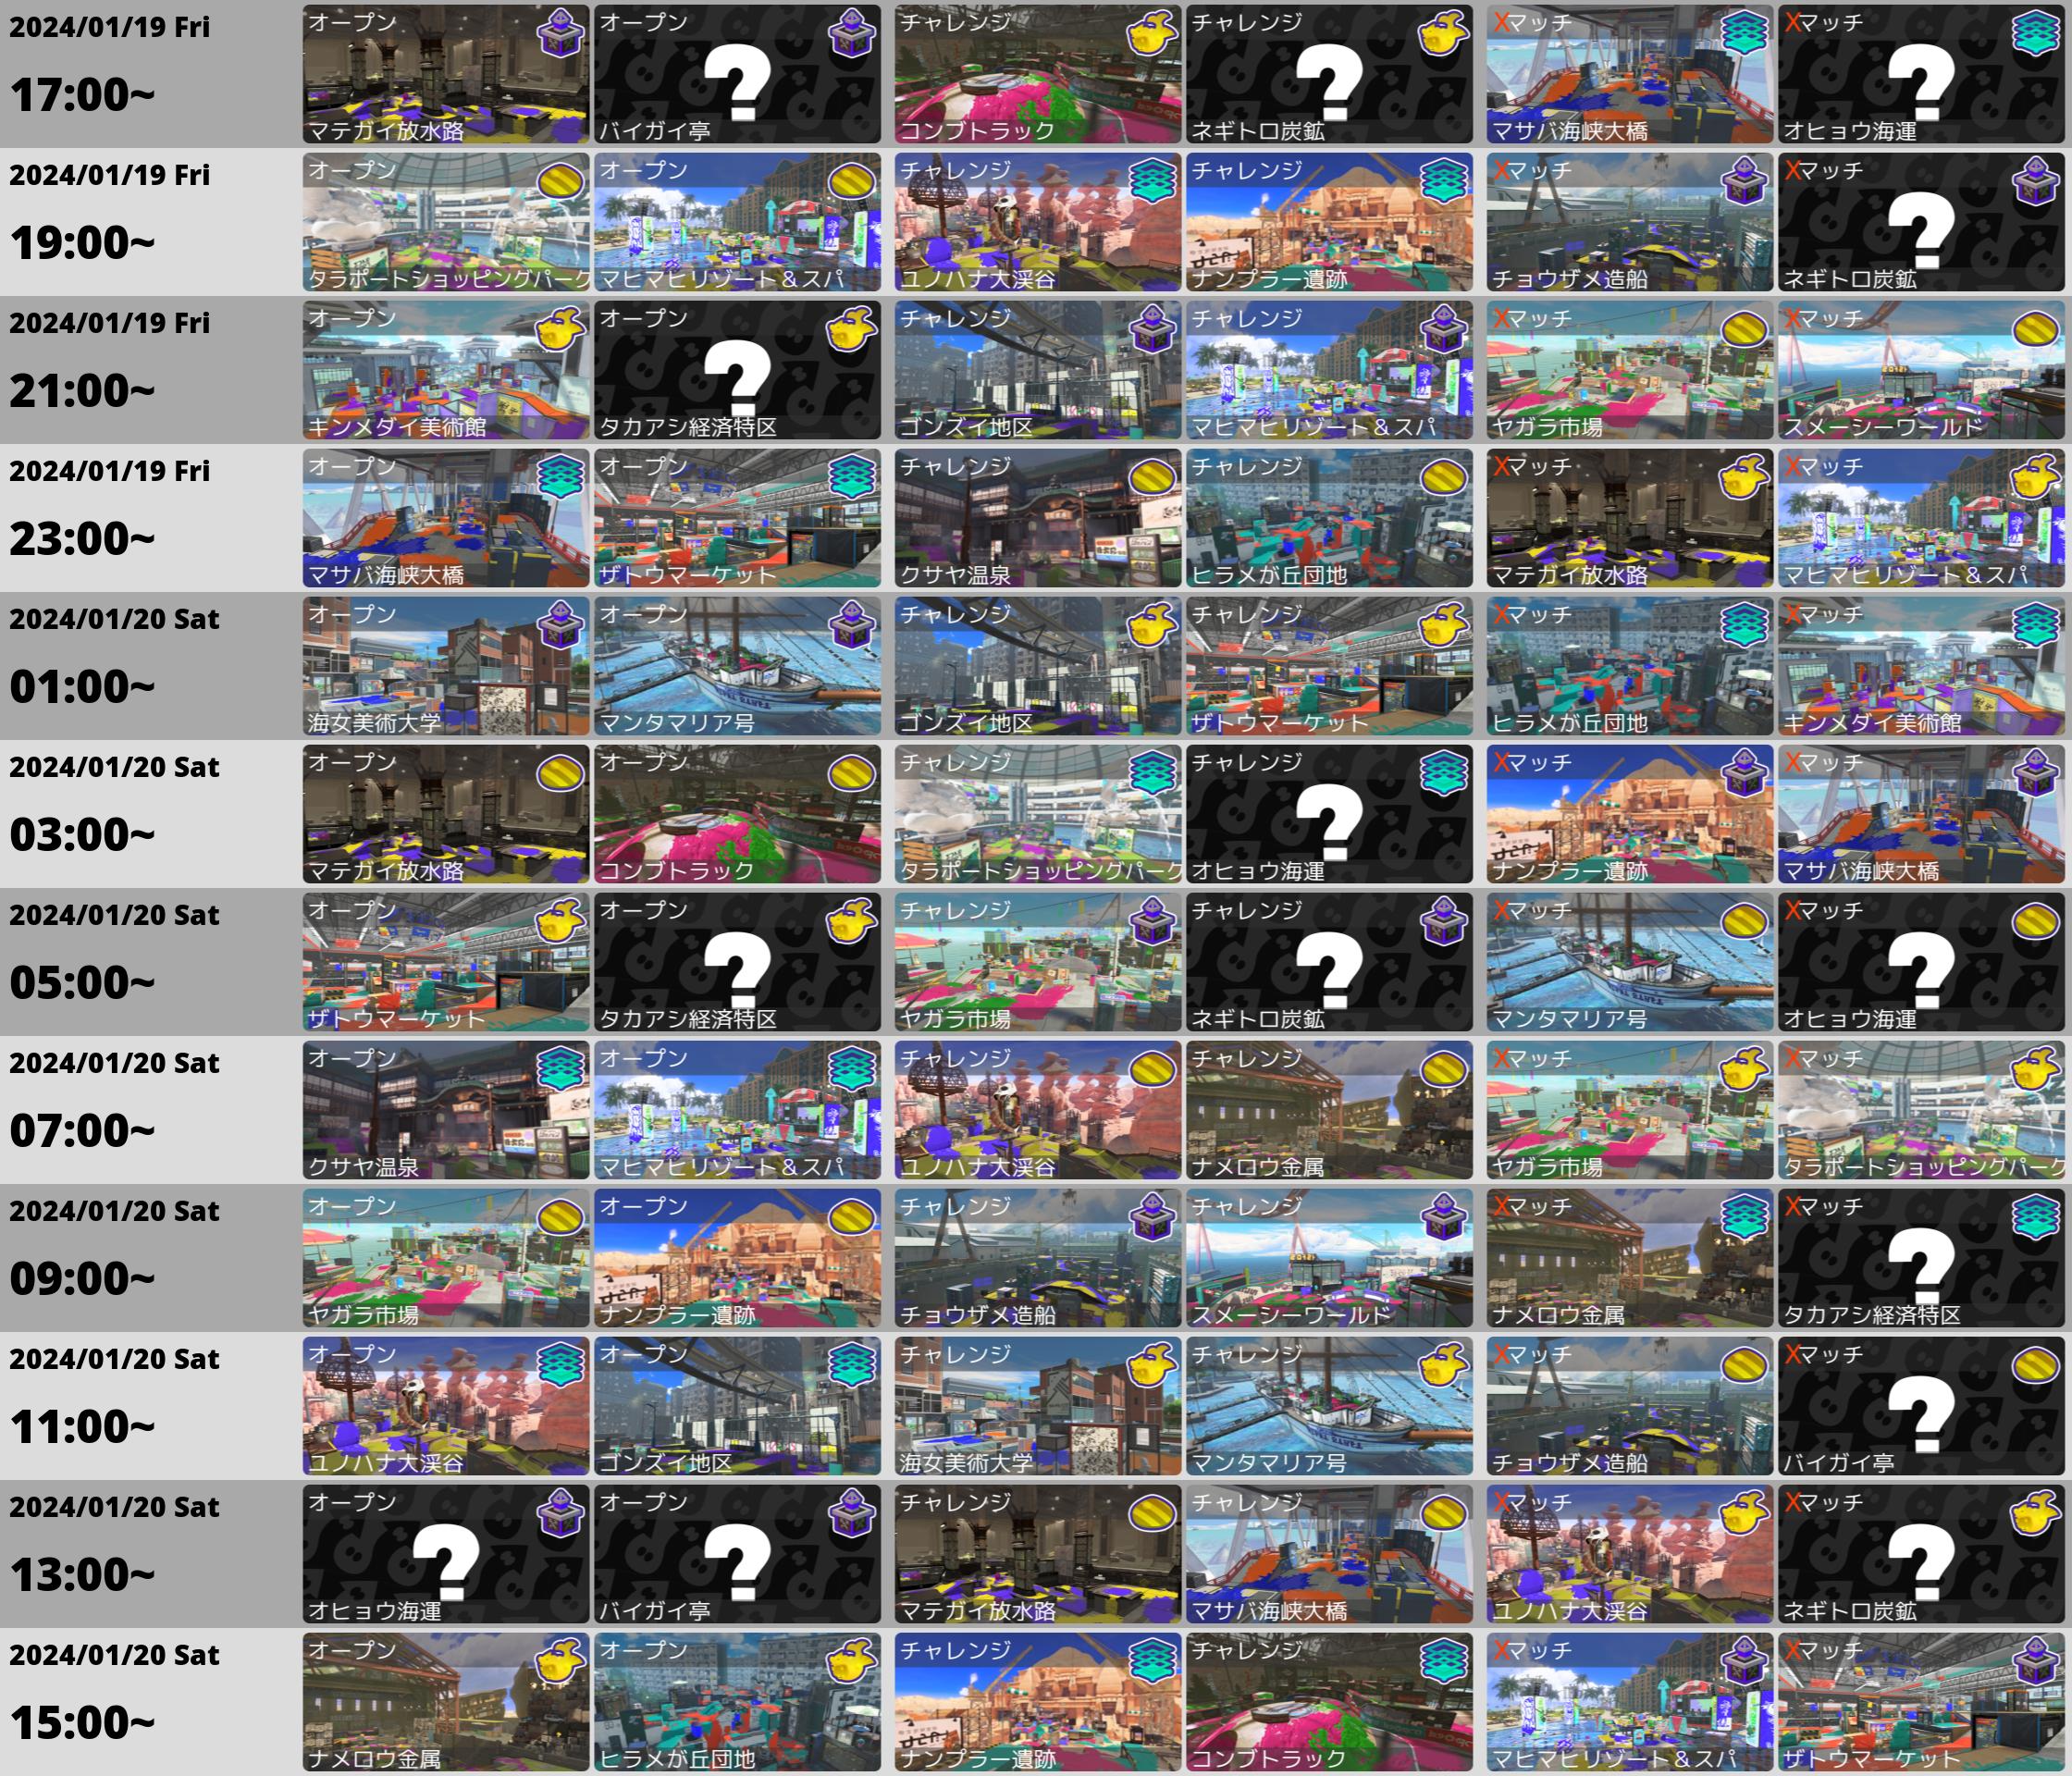 2024/01/19 Fri
17:00~
オープン オープン チャレンジ チャレンジ Xマッチ Xマッチ
マテガイ放水路 バイガイ亭 コンブトラック ネギトロ炭鉱 マサバ海峡大橋 オヒョウ海運
2024/01/19 Fri
19:00~
オープン オープン チャレンジ チャレンジ Xマッチ Xマッチ
タラポートショッピングパーク マヒマヒリゾート＆スパ ユノハナ大渓谷 ナンプラー遺跡 チョウザメ造船 ネギトロ炭鉱
2024/01/19 Fri
21:00~
オープン オープン チャレンジ チャレンジ Xマッチ Xマッチ
キンメダイ美術館 タカアシ経済特区 ゴンズイ地区 マヒマヒリゾート＆スパ ヤガラ市場 スメーシーワールド
2024/01/19 Fri
23:00~
オープン オープン チャレンジ チャレンジ Xマッチ Xマッチ
マサバ海峡大橋 ザトウマーケット クサヤ温泉 ヒラメが丘団地 マテガイ放水路 マヒマヒリゾート＆スパ
2024/01/20 Sat
01:00~
オープン オープン チャレンジ チャレンジ Xマッチ Xマッチ
海女美術大学 マンタマリア号 ゴンズイ地区 ザトウマーケット ヒラメが丘団地 キンメダイ美術館
2024/01/20 Sat
03:00~
オープン オープン チャレンジ チャレンジ Xマッチ Xマッチ
マテガイ放水路 コンブトラック タラポートショッピングパーク オヒョウ海運 ナンプラー遺跡 マサバ海峡大橋
2024/01/20 Sat
05:00~
オープン オープン チャレンジ チャレンジ Xマッチ Xマッチ
ザトウマーケット タカアシ経済特区 ヤガラ市場 ネギトロ炭鉱 マンタマリア号 オヒョウ海運
2024/01/20 Sat
07:00~
オープン オープン チャレンジ チャレンジ Xマッチ Xマッチ
クサヤ温泉 マヒマヒリゾート＆スパ ユノハナ大渓谷 ナメロウ金属 ヤガラ市場 タラポートショッピングパーク
2024/01/20 Sat
09:00~
オープン オープン チャレンジ チャレンジ Xマッチ Xマッチ
ヤガラ市場 ナンプラー遺跡 チョウザメ造船 スメーシーワールド ナメロウ金属 タカアシ経済特区
2024/01/20 Sat
11:00~
オープン オープン チャレンジ チャレンジ Xマッチ Xマッチ
ユノハナ大渓谷 ゴンズイ地区 海女美術大学 マンタマリア号 チョウザメ造船 バイガイ亭
2024/01/20 Sat
13:00~
オープン オープン チャレンジ チャレンジ Xマッチ Xマッチ
オヒョウ海運 バイガイ亭 マテガイ放水路 マサバ海峡大橋 ユノハナ大渓谷 ネギトロ炭鉱
2024/01/20 Sat
15:00~
オープン オープン チャレンジ チャレンジ Xマッチ Xマッチ
ナメロウ金属 ヒラメが丘団地 ナンプラー遺跡 コンブトラック マヒマヒリゾート＆スパ ザトウマーケット